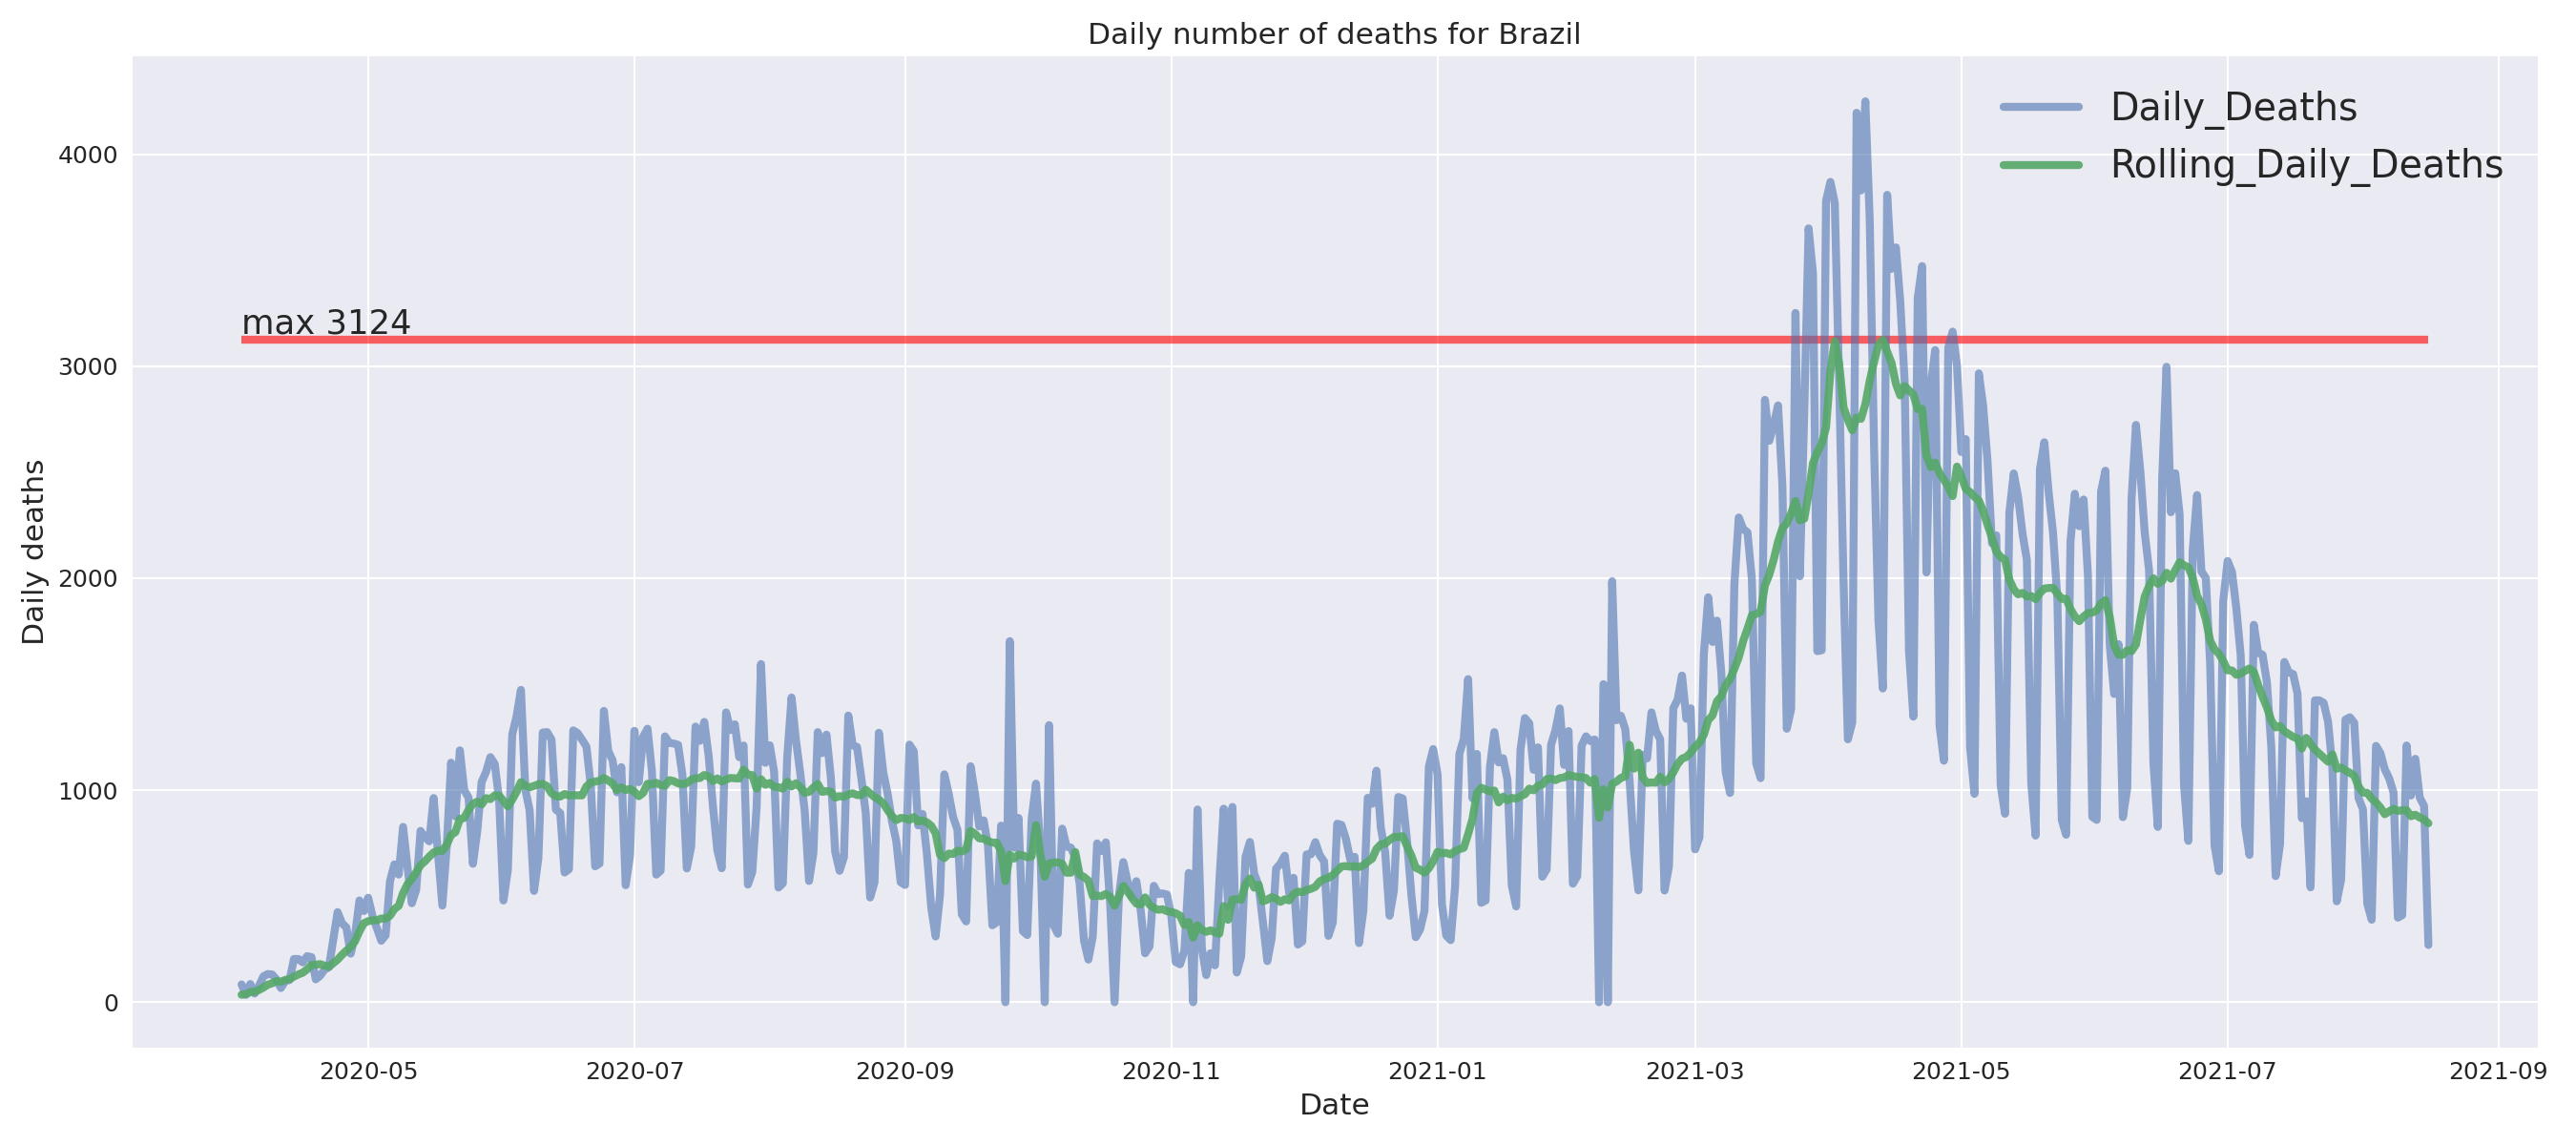 Daily number of deaths for Brazil
Daily_Deaths
Rolling_Daily_Deaths
max 3124
Daily deaths
4000
3000
2000
1000
0
2020-05
2020-07
2020-09
2020-11
2021-01
2021-03
2021-05
2021-07
2021-09
Date